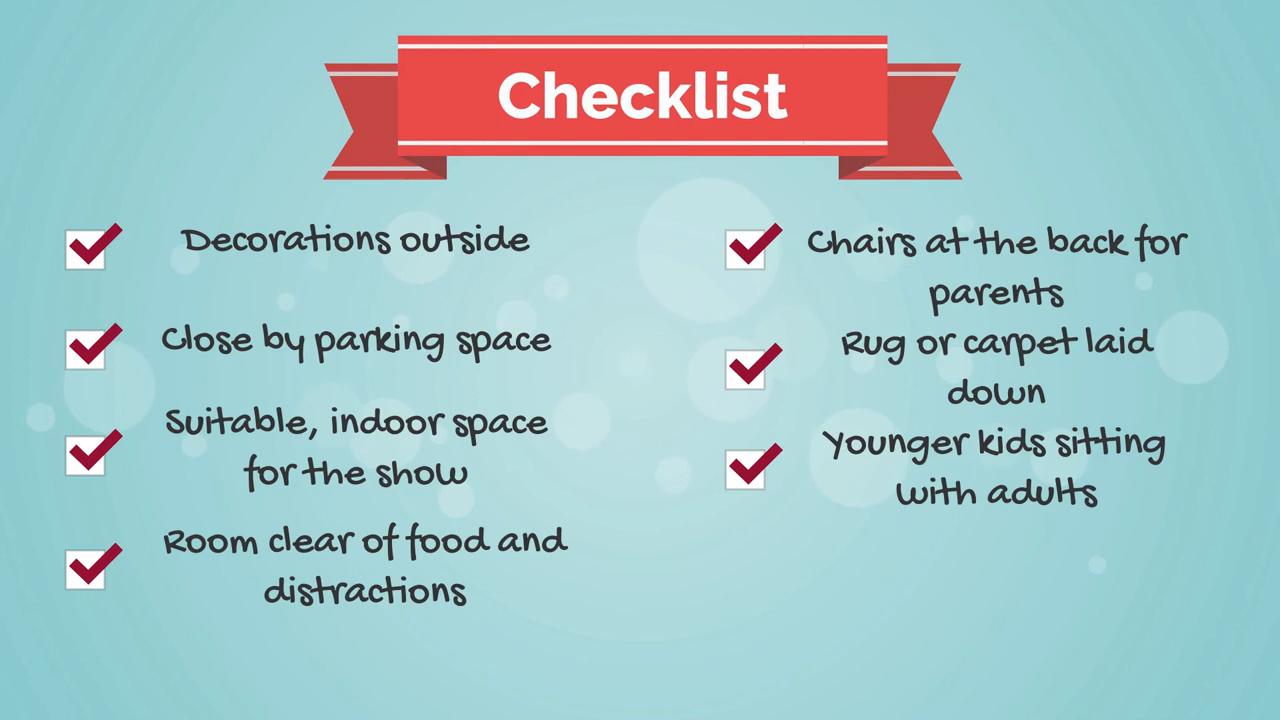 Checklist
Decorations outside
Close by parking space
Suitable, indoor space
for the show
Room clear of food and
distractions
Chairs at the back for
parents
Rug or carpet laid
down
Younger kids sitting
with adults